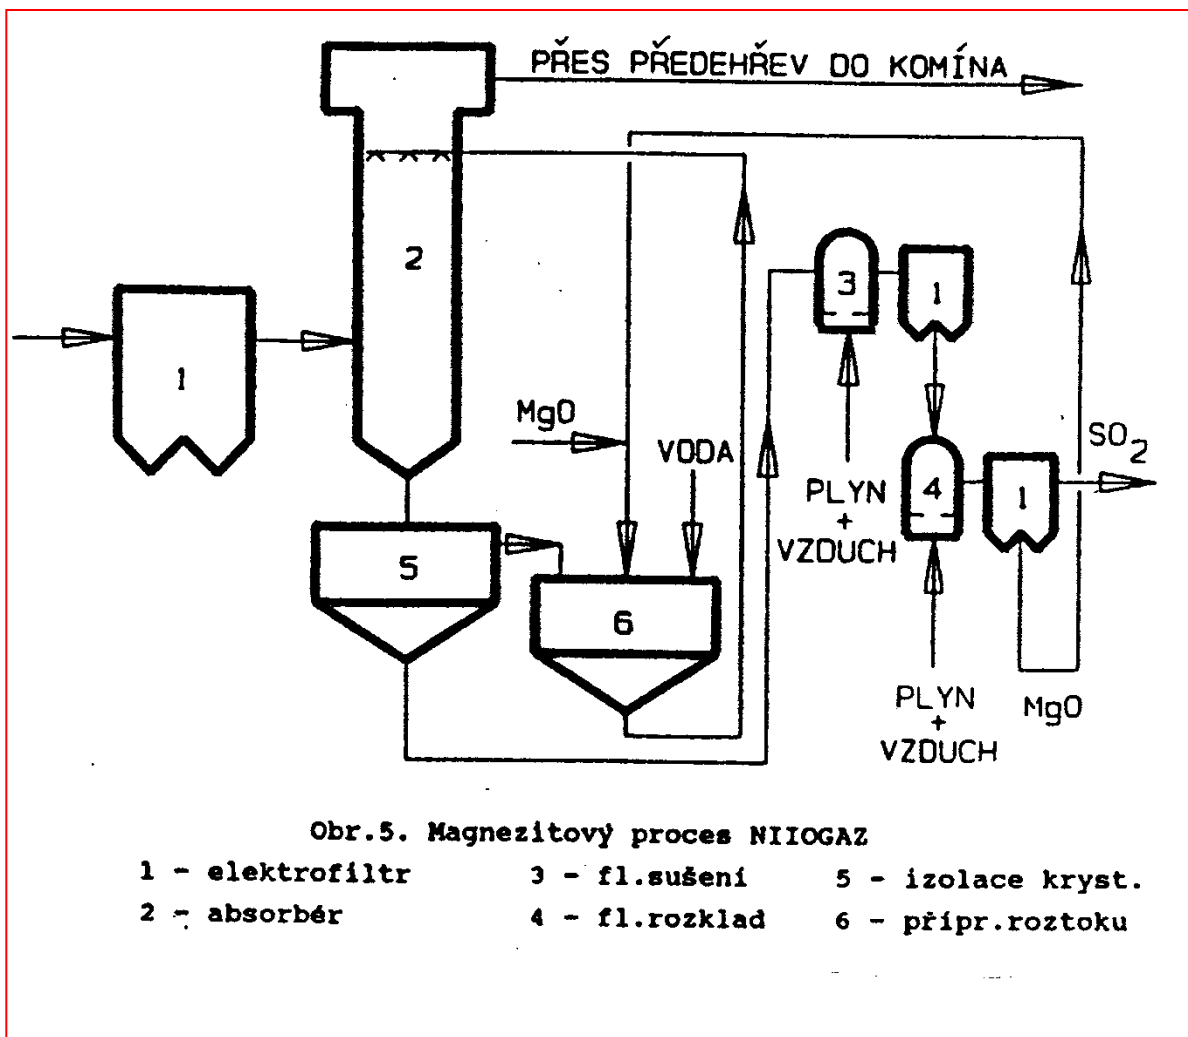 PŘES PŘEDEHŘEV DO KOMÍNA
2
3
1
1
MgO
VODA
SO2
PLYN
+
VZDUCH
4
1
5
6
PLYN
+
VZDUCH
MgO
Obr.5. Magnezitový proces NIIOGAZ
1 - elektrofiltr 3 - fl.sušení 5 - izolace kryst.
2 - absorbér 4 - fl.rozklad 6 - přípr.roztoku